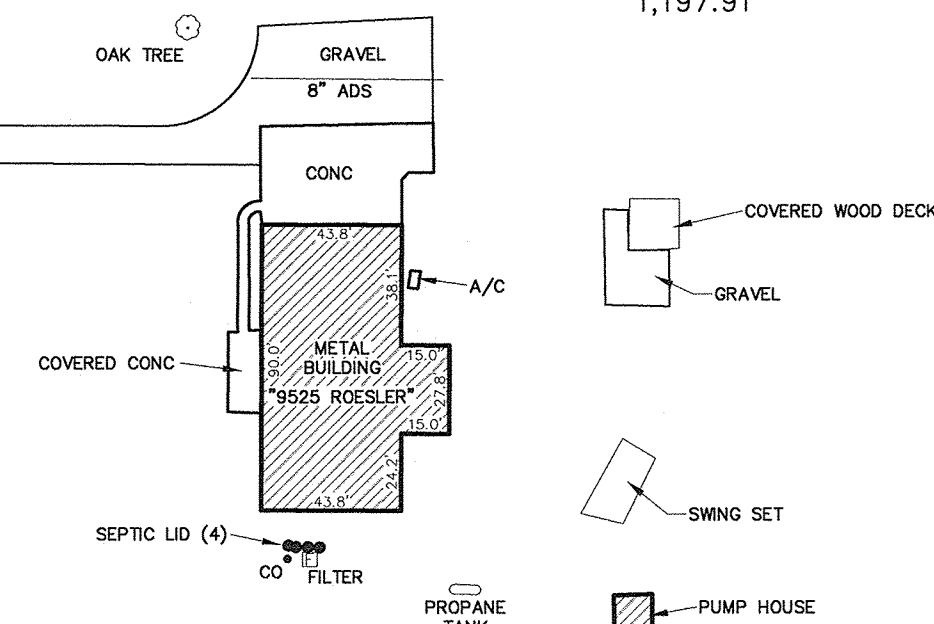 1,197.91
OAK TREE
GRAVEL
8" ADS
CONC
43.8'
COVERED WOOD DECK
38.1'
A/C
GRAVEL
COVERED CONC
90.0'
METAL
BUILDING
"9525 ROESLER"
15.0'
27.8'
15.0'
24.2'
43.8'
SWING SET
SEPTIC LID (4)
CO
F
FILTER
PROPANE
TANK
PUMP HOUSE